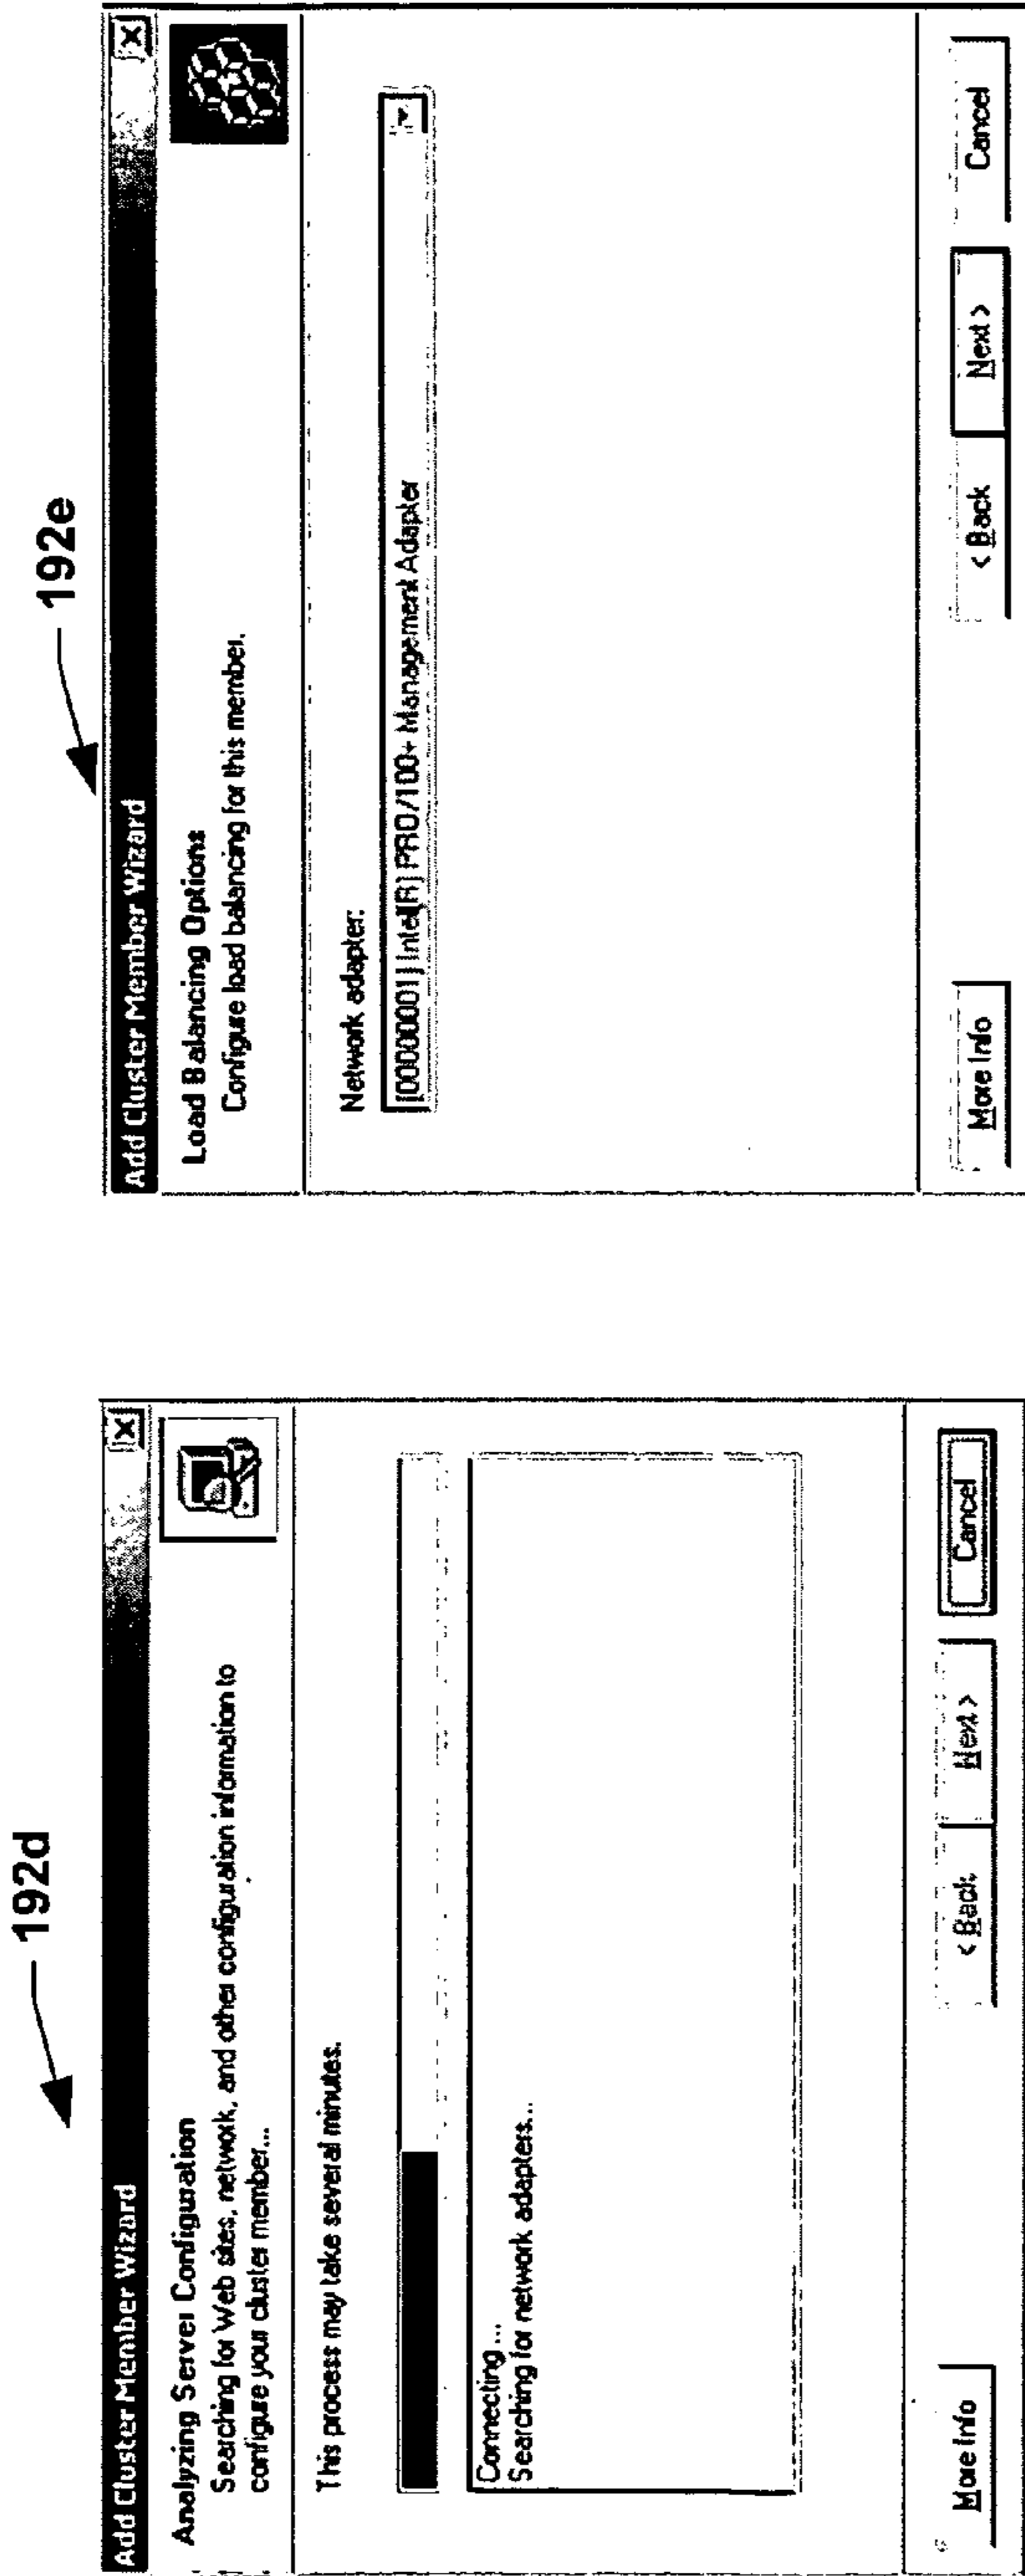 192d
Add Cluster Member Wizard
Analyzing Server Configuration
Searching for Web sites, network, and other configuration information to
configure your cluster member...
This process may take several minutes.
Connecting ...
Searching for network adapters...
More Info
< Back
Next >
Cancel
192e
Add Cluster Member Wizard
Load Balancing Options
Configure load balancing for this member.
Network adapter:
[00000001] Intel(R) PRO/100+ Management Adapter
More Info
< Back
Next >
Cancel